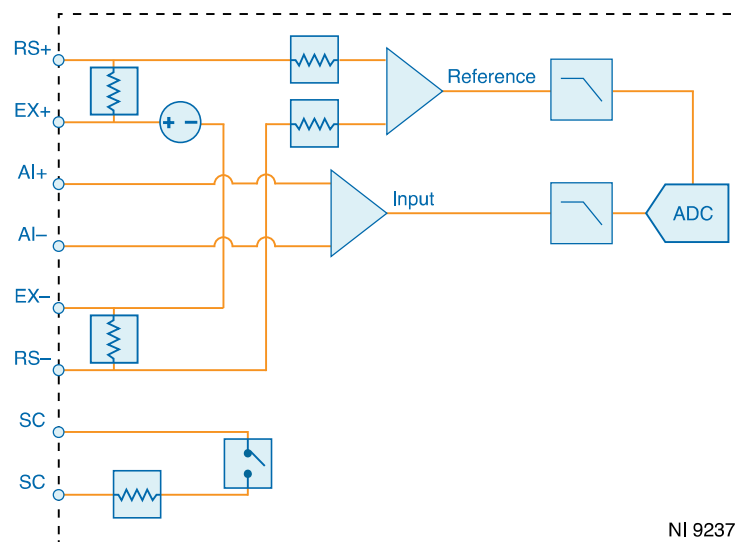 RS+
EX+
AI+
AI–
EX–
RS–
SC
SC
+ –
Reference
Input
ADC
NI 9237